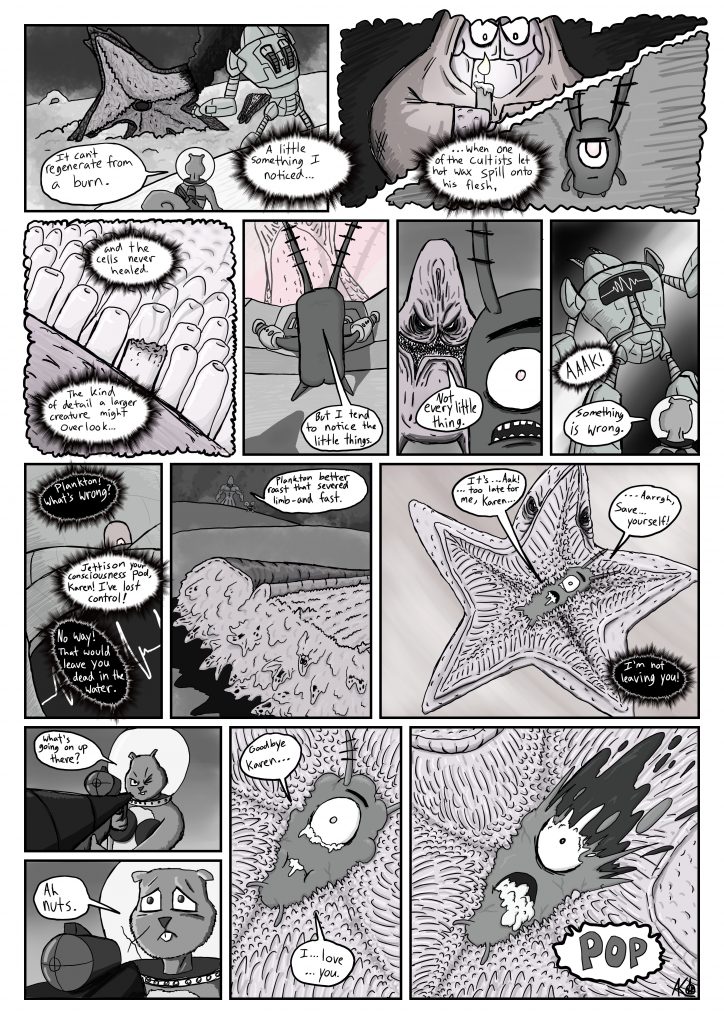 It can't
regenerate from
a burn.
A little
something I
noticed...
...when one
of the cultists let
hot wax spill onto
his flesh,
and the
cells never
healed.
The kind
of detail a larger
creature might
overlook...
But I tend
to notice the
little things.
Not
every little
thing.
AAAK!
Something
is wrong.
Plankton!
What's wrong?
Jettison your
consciousness pod,
Karen! I've lost
control!
No way!
That would
leave you
dead in the
water.
Plankton better
roast that severed
limb-and fast.
It's...Aak!
...too late for
me, Karen...
...Aarrgh,
Save...
yourself!
I'm not
leaving you!
What's
going on up
there?
Ah
nuts.
Goodbye
Karen...
I...love
...you.
POP